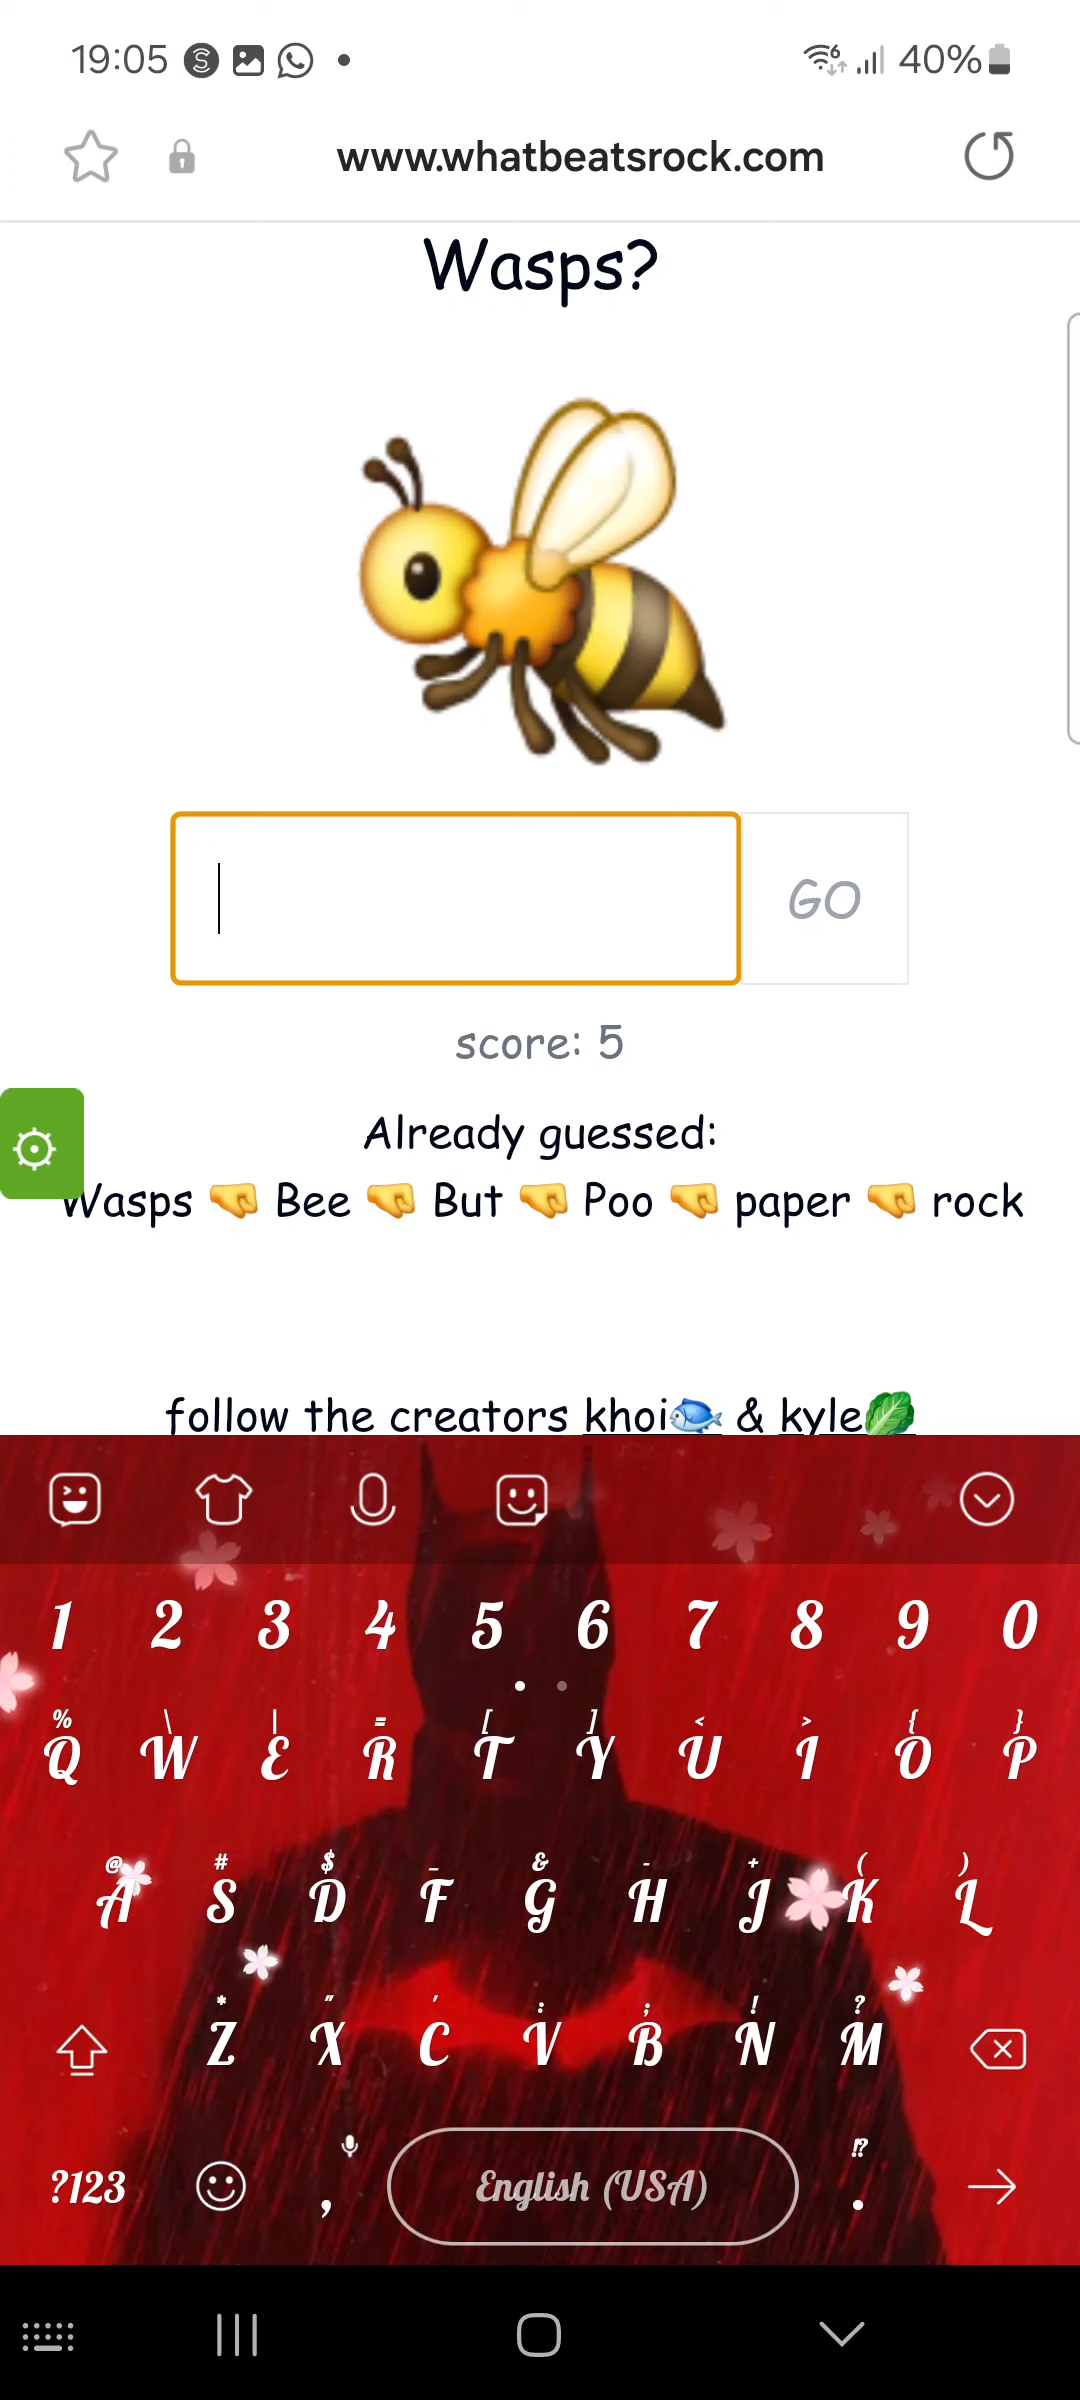 19:05 40%
www.whatbeatsrock.com
Wasps?
GO
score: 5
Already guessed:
Wasps 🤜 Bee 🤜 But 🤜 Poo 🤜 paper 🤜 rock
follow the creators khoi🐟 & kyle🥬
1 2 3 4 5 6 7 8 9 0
% \ | = [ ] < > { }
Q W E R T Y U I O P
@ # $ _ & - + ( )
A S D F G H J K L
* " ' : ; ! ?
Z X C V B N M
!?
?123 , English (USA) .